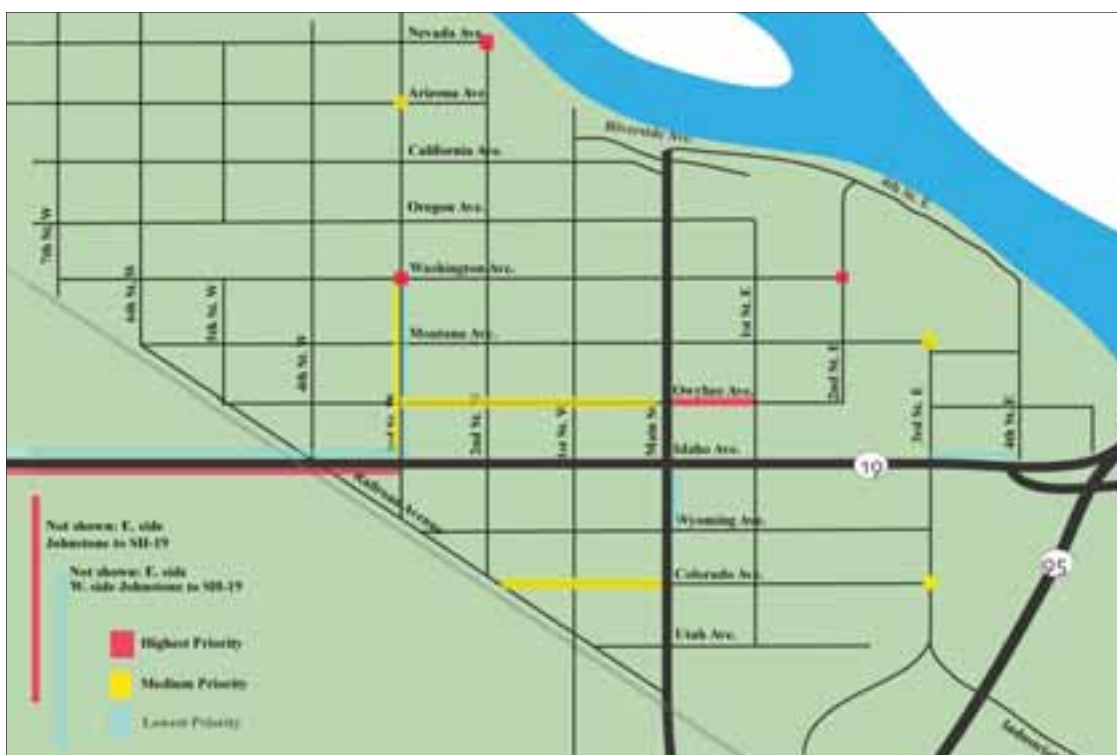 Nevada Ave.
Arizona Ave.
California Ave.
Riverside Ave.
4th St. E
Oregon Ave.
7th St. W
Washington Ave.
6th St. W
5th St. W
1st St. E
Montana Ave.
4th St. W
2nd St. E
Owyhee Ave.
3rd St. W
2nd St. W
1st St. W
Main St.
Idaho Ave.
3rd St. E
4th St. E
19
Railroad Avenue
Wyoming Ave.
Not shown: E. side
Johnstone to SH-19
95
Not shown: E. side
W. side Johnstone to SH-19
Colorado Ave.
Utah Ave.
Highest Priority
Medium Priority
Lowest Priority